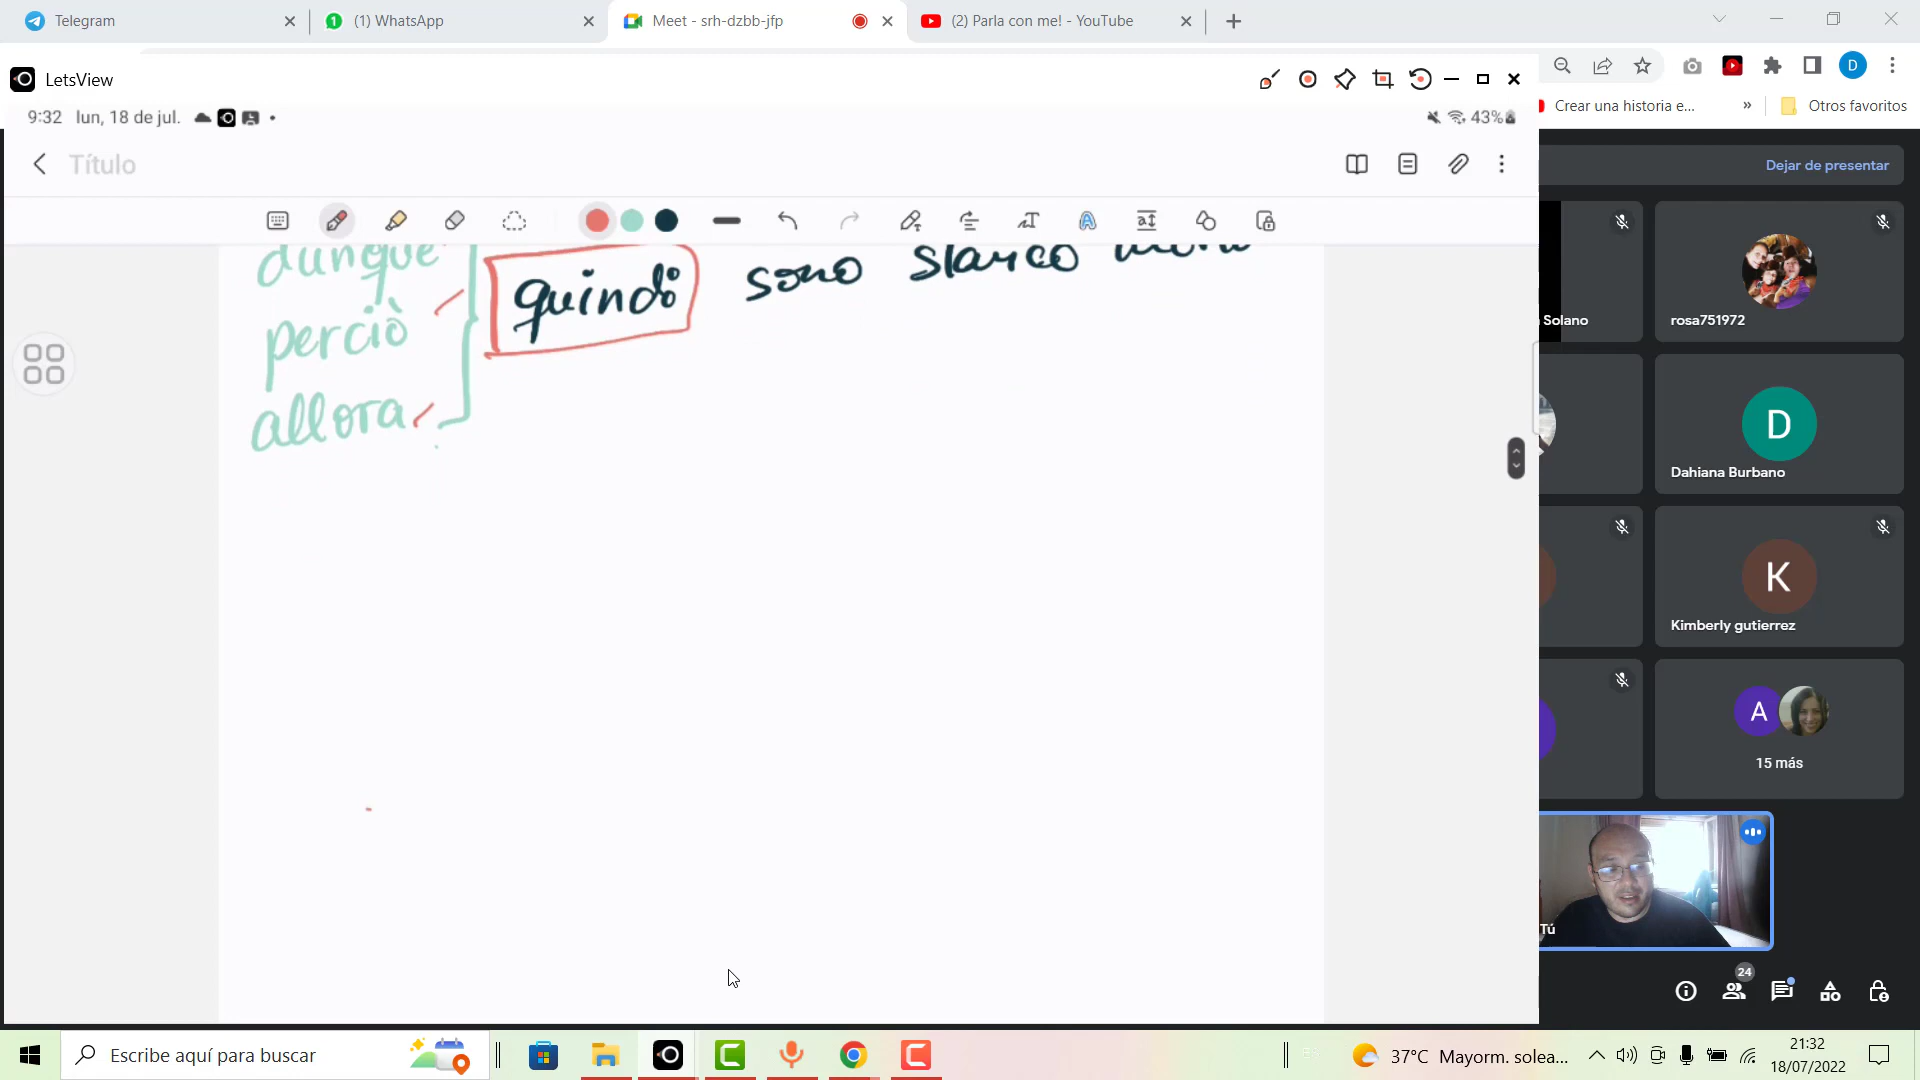 Telegram
(1) WhatsApp
Meet - srh-dzbb-jfp
(2) Parla con me! - YouTube
LetsView
D
Crear una historia e...
»
Otros favoritos
9:32 lun, 18 de jul.
43%
Título
Dejar de presentar
dunque
quindi sono stanco
perciò
allora
Solano
rosa751972
D
Dahiana Burbano
K
Kimberly gutierrez
A
15 más
Tú
24
Escribe aquí para buscar
37°C Mayorm. solea...
21:32
18/07/2022